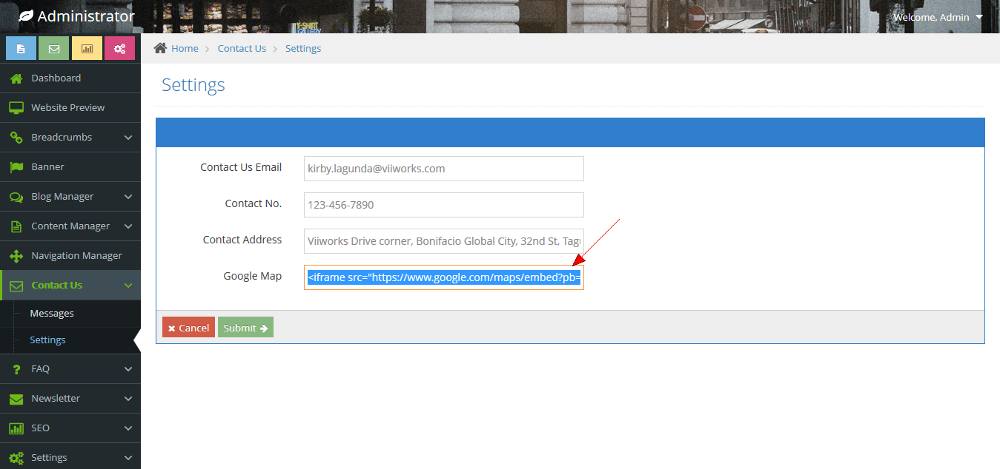 Administrator
T-SHIRT
GALLERY
Welcome, Admin
Home > Contact Us > Settings
Dashboard
Website Preview
Breadcrumbs
Banner
Blog Manager
Content Manager
Navigation Manager
Contact Us
Messages
Settings
FAQ
Newsletter
SEO
Settings
Settings
Contact Us Email kirby.lagunda@viiworks.com
Contact No. 123-456-7890
Contact Address Viiworks Drive corner, Bonifacio Global City, 32nd St, Tagu
Google Map <iframe src="https://www.google.com/maps/embed?pb=
Cancel Submit